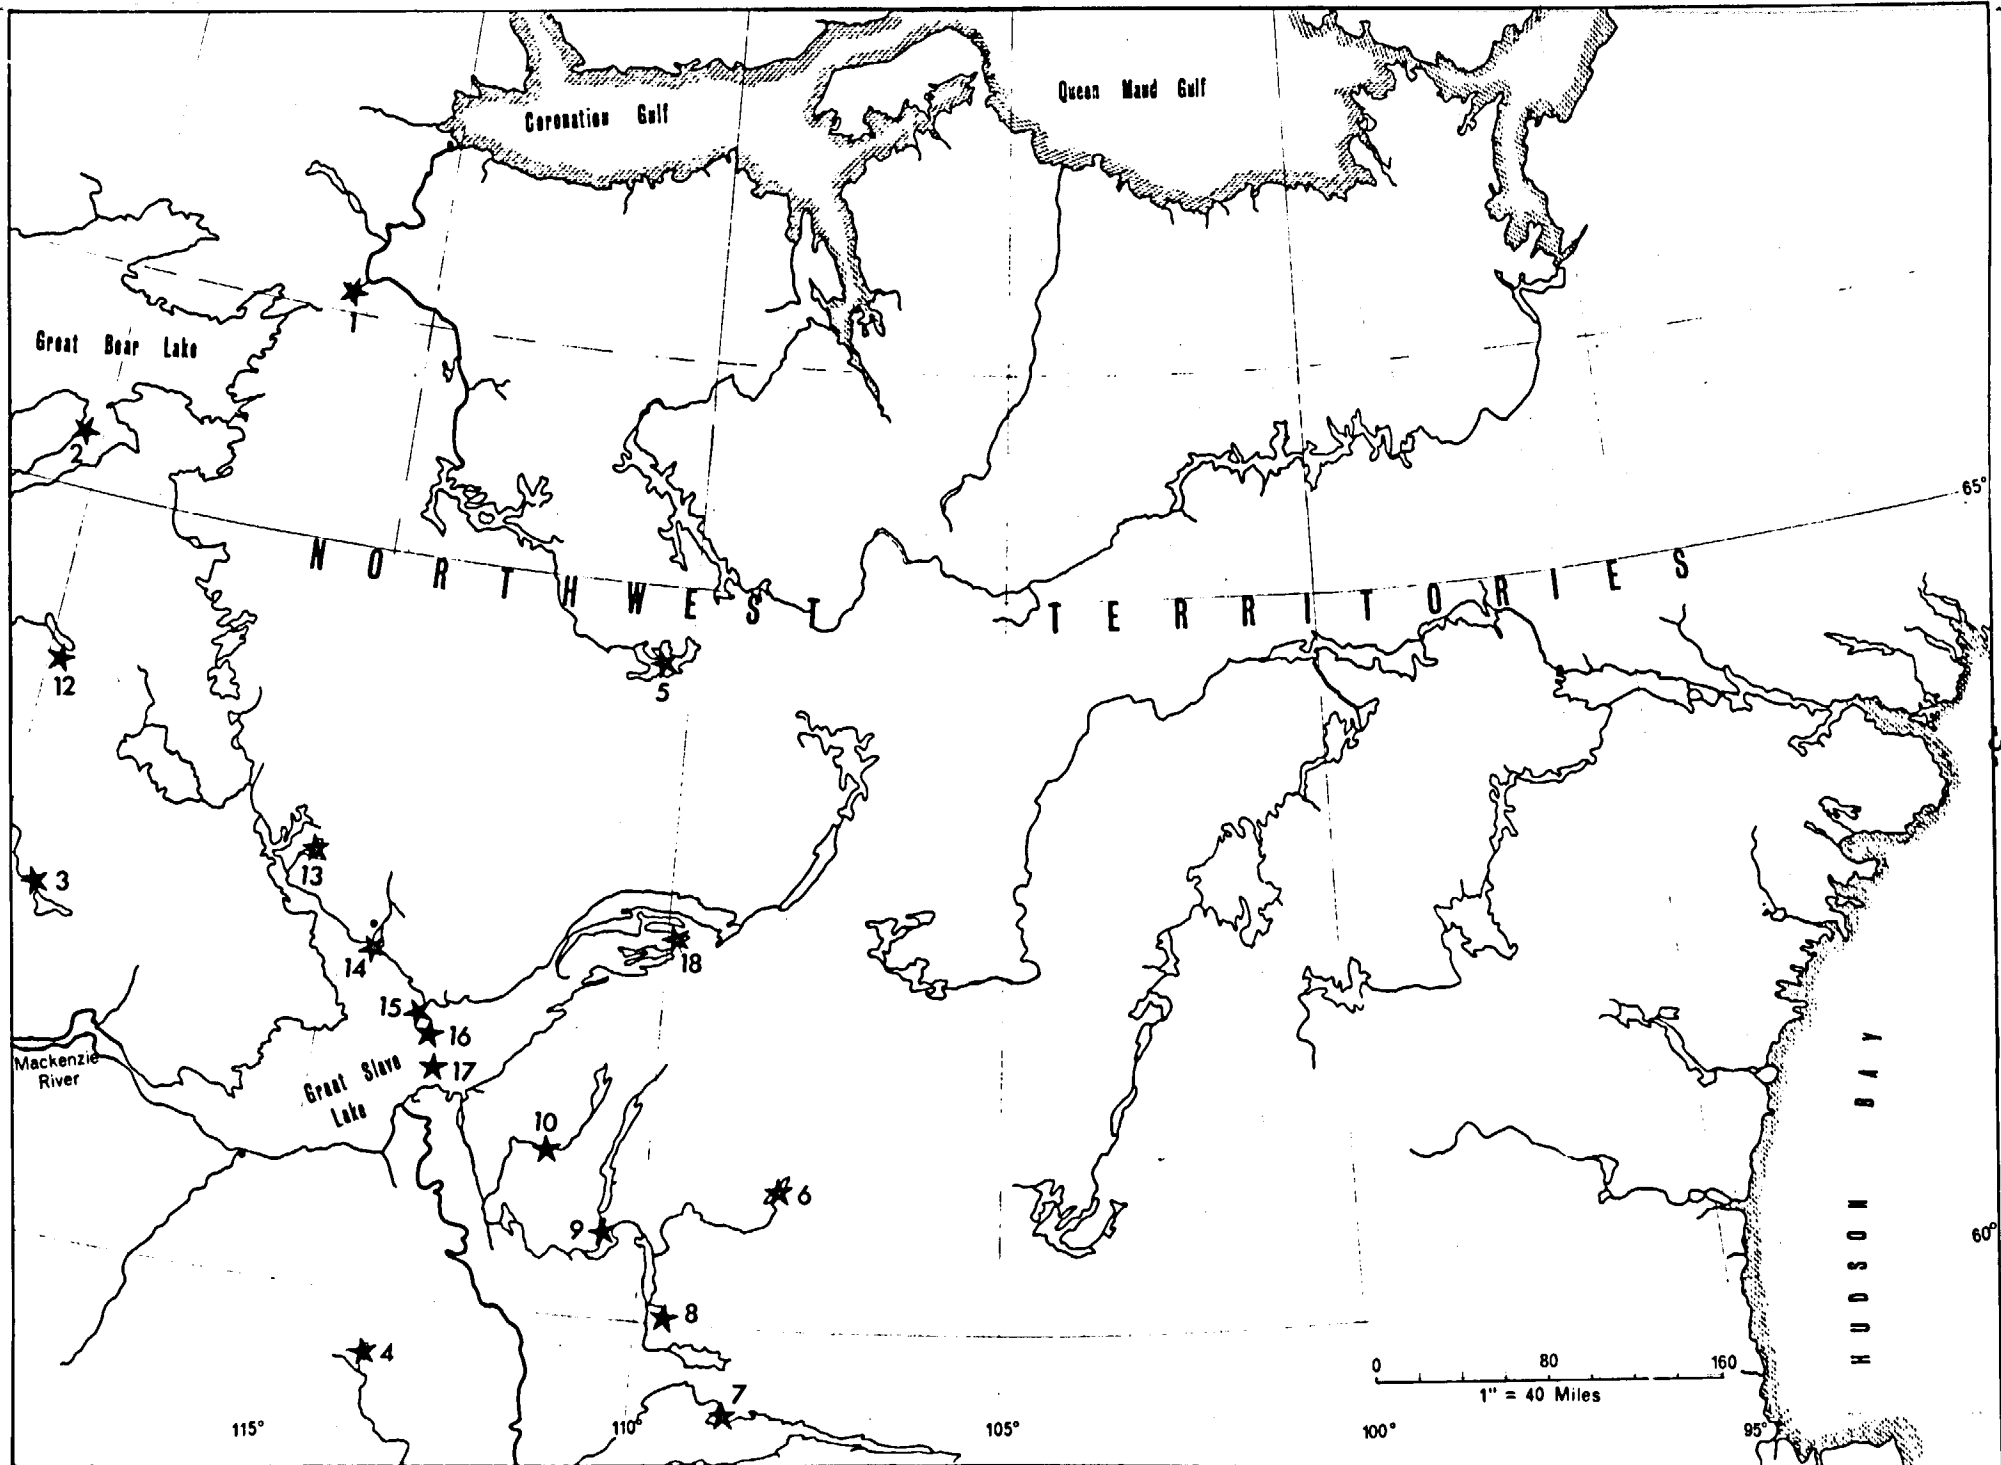 Coronation Gulf
Queen Maud Gulf
1
Great Bear Lake
2
65°
NORTHWEST TERRITORIES
12
5
3
13
14
18
15
16
17
Mackenzie
River
Great Slave
Lake
10
6
9
8
4
7
HUDSON BAY
60°
0 80 160
1" = 40 Miles
115° 110° 105° 100° 95°